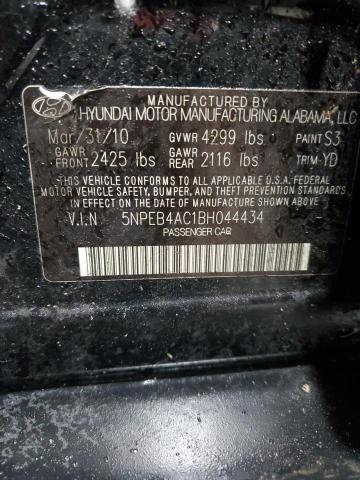 MANUFACTURED BY
HYUNDAI MOTOR MANUFACTURING ALABAMA, LLC
Mar/31/10 GVWR 4299 lbs PAINT S3
GAWR FRONT 2425 lbs GAWR REAR 2116 lbs TRIM YD
THIS VEHICLE CONFORMS TO ALL APPLICABLE U.S. FEDERAL
MOTOR VEHICLE SAFETY, BUMPER, AND THEFT PREVENTION
STANDARDS IN EFFECT ON THE DATE OF
MANUFACTURE SHOWN ABOVE.
V.I.N. 5NPEB4AC1BH044434
PASSENGER CAR